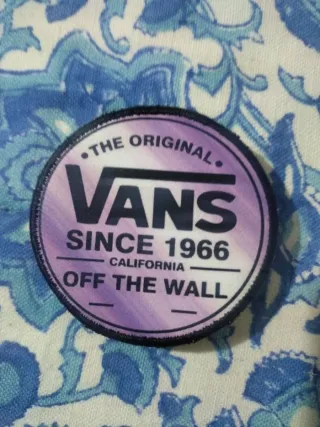 •THE ORIGINAL•
VANS
SINCE 1966
CALIFORNIA
OFF THE WALL